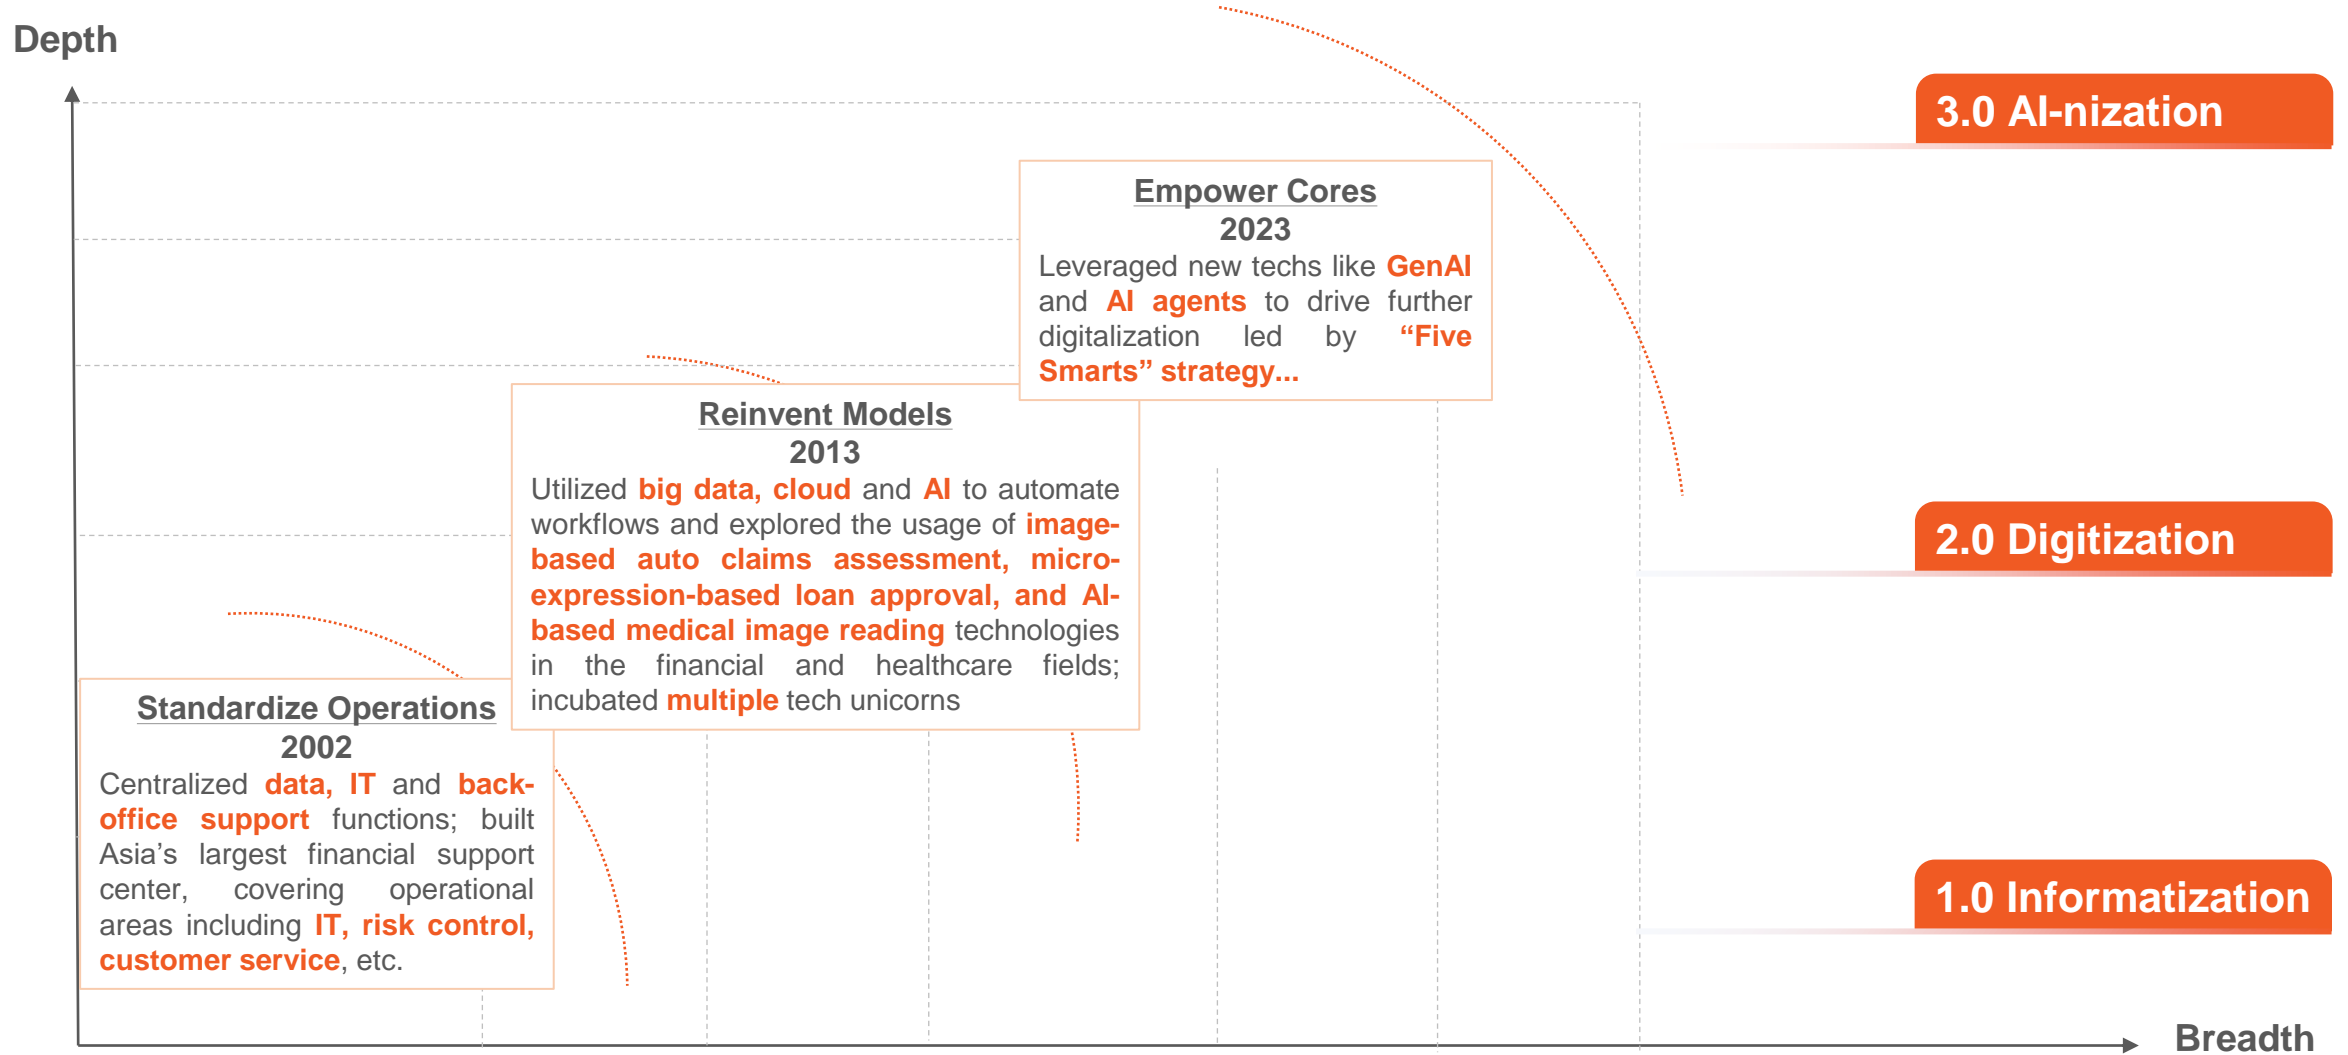 Depth
3.0 AI-nization
Empower Cores
2023
Leveraged new techs like GenAI
and AI agents to drive further
digitalization led by “Five
Smarts” strategy...
Reinvent Models
2013
Utilized big data, cloud and AI to automate
workflows and explored the usage of image-
based auto claims assessment, micro-
expression-based loan approval, and AI-
based medical image reading technologies
in the financial and healthcare fields;
incubated multiple tech unicorns
2.0 Digitization
Standardize Operations
2002
Centralized data, IT and back-
office support functions; built
Asia’s largest financial support
center, covering operational
areas including IT, risk control,
customer service, etc.
1.0 Informatization
Breadth